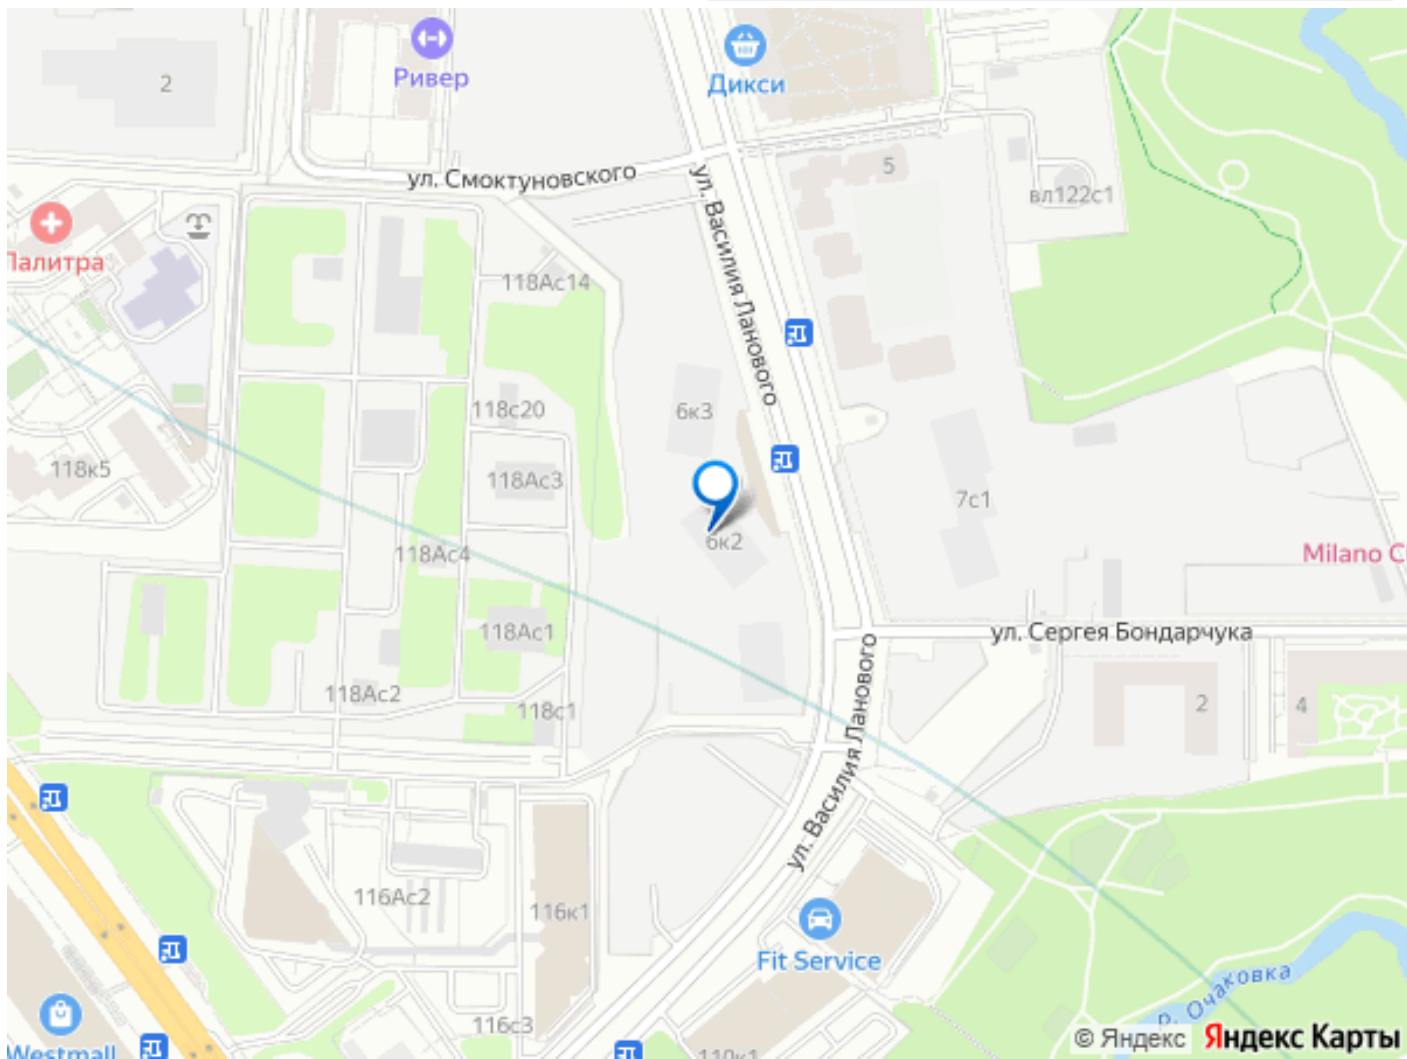 2
Ривер
Дикси
ул. Смоктуновского
5
вл122с1
Палитра
ул. Василия Ланового
118Ас14
6к3
118с20
118к5
118Ас3
7с1
6к2
118Ас4
Milano C
118Ас1
ул. Сергея Бондарчука
118Ас2
118с1
2
4
ул. Василия Ланового
116Ас2
116к1
Fit Service
р. Очаковка
116с3
Westmall
110к1
© Яндекс Яндекс Карты